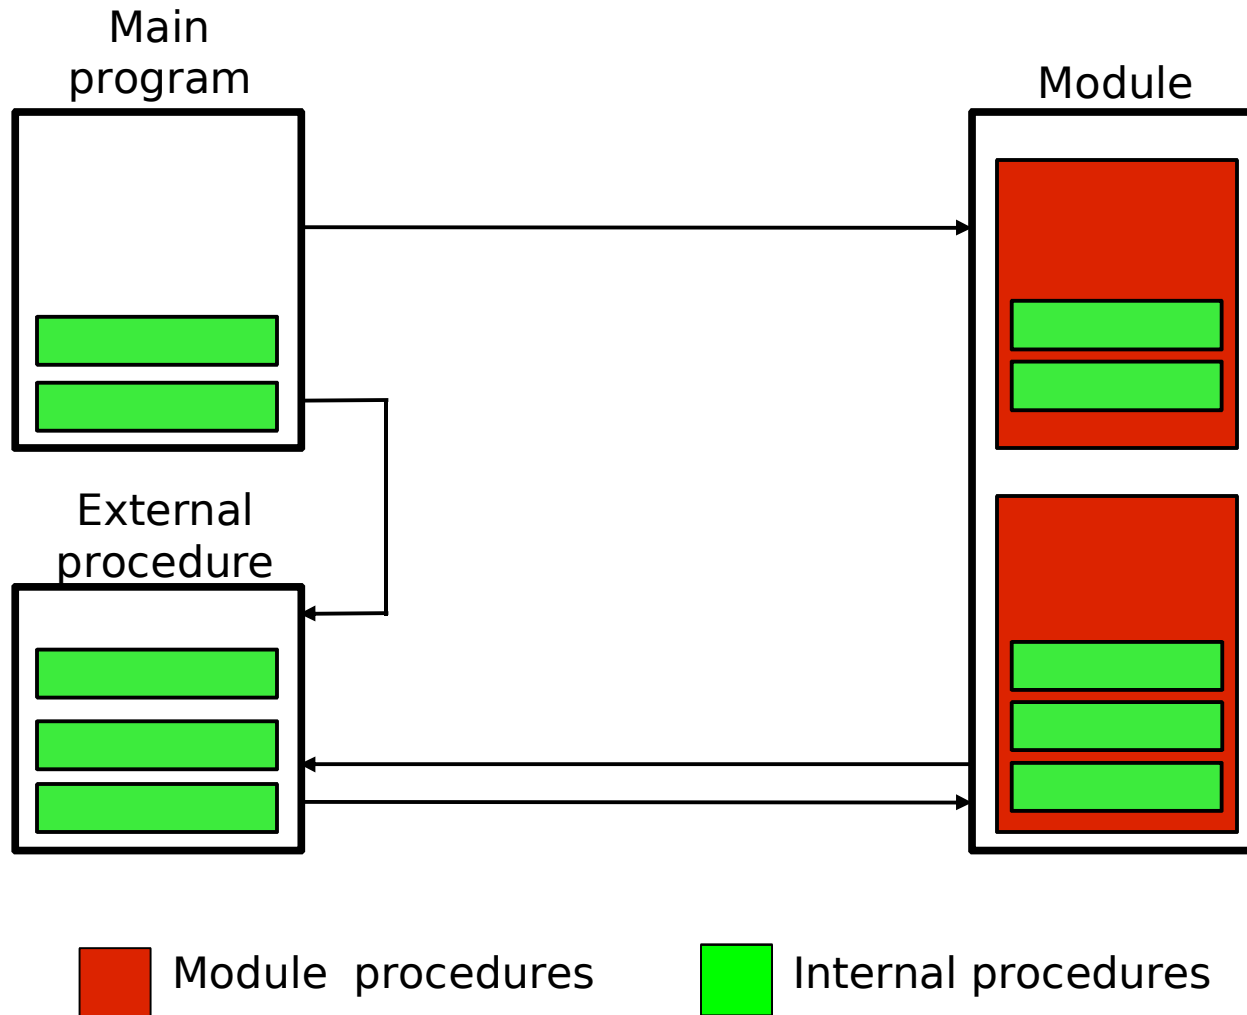 Main
program
Module
External
procedure
Module procedures
Internal procedures